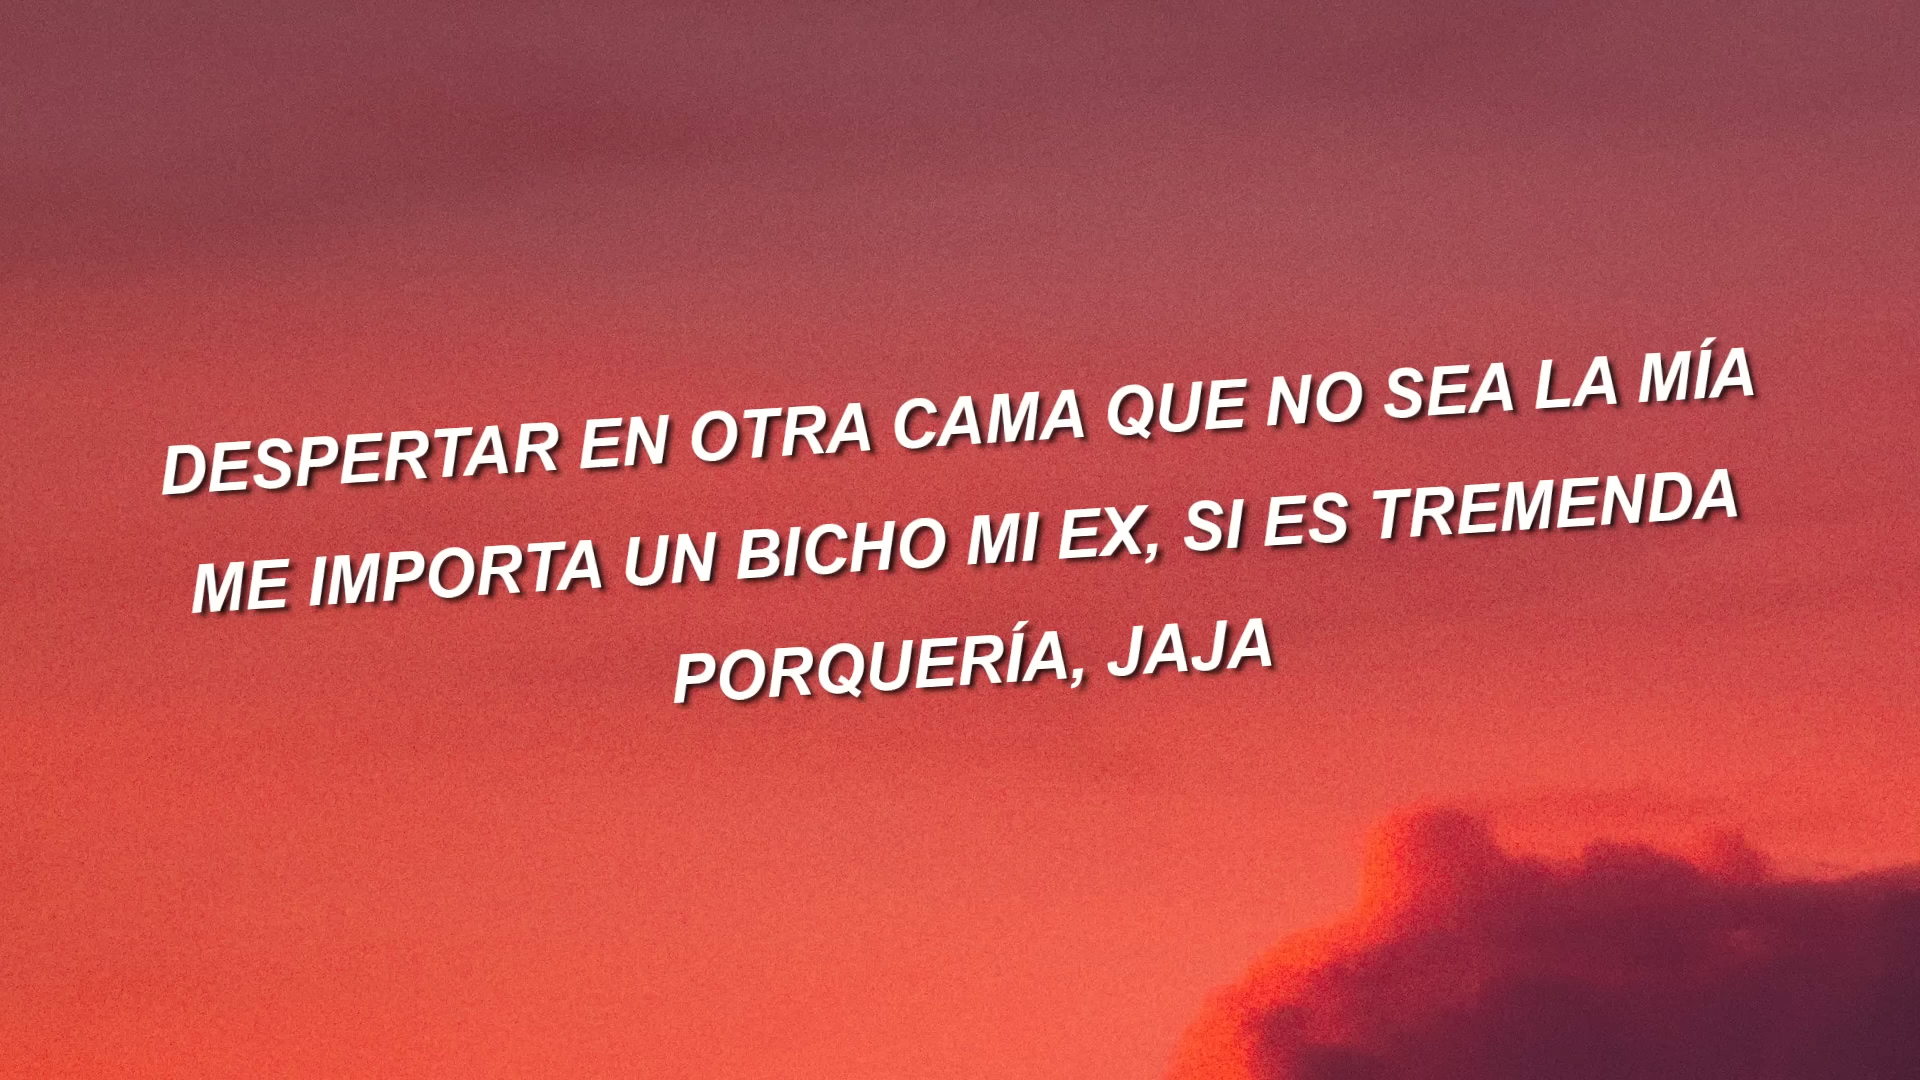 DESPERTAR EN OTRA CAMA QUE NO SEA LA MÍA
ME IMPORTA UN BICHO MI EX, SI ES TREMENDA
PORQUERÍA, JAJA